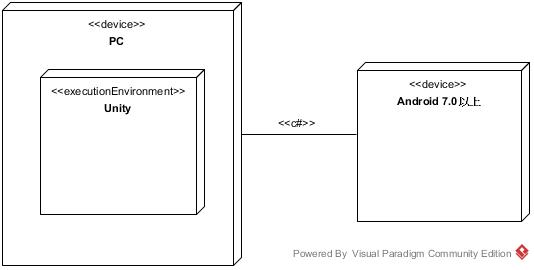 <<device>>
PC
<<executionEnvironment>>
Unity
<<c#>>
<<device>>
Android 7.0以上
Powered By Visual Paradigm Community Edition